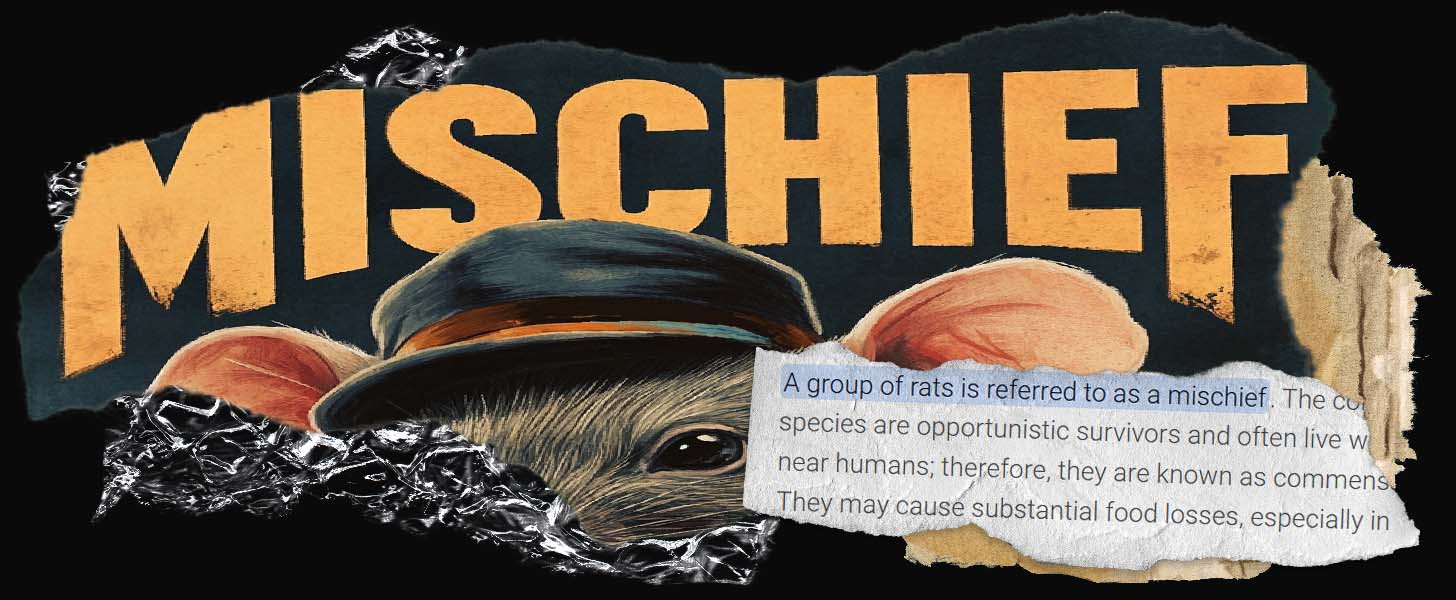 MISCHIEF
A group of rats is referred to as a mischief. The
species are opportunistic survivors and often live
near humans; therefore, they are known as
They may cause substantial food losses, especially in